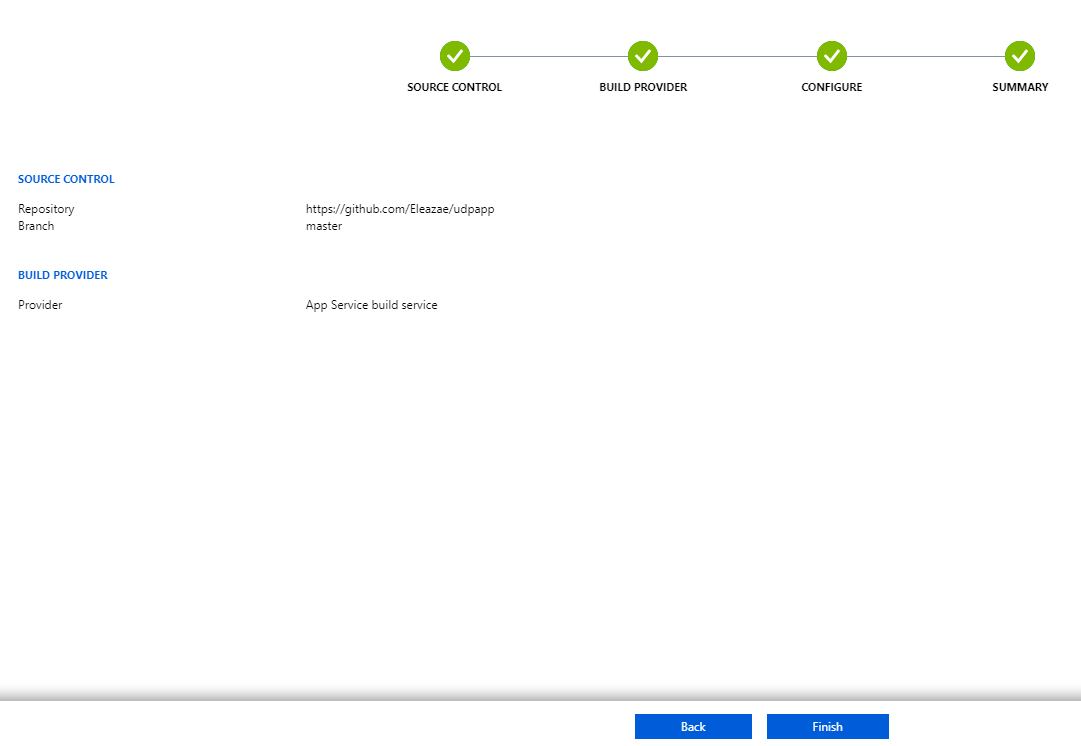 SOURCE CONTROL BUILD PROVIDER CONFIGURE SUMMARY
SOURCE CONTROL
Repository https://github.com/Eleazae/udpapp
Branch master
BUILD PROVIDER
Provider App Service build service
Back Finish